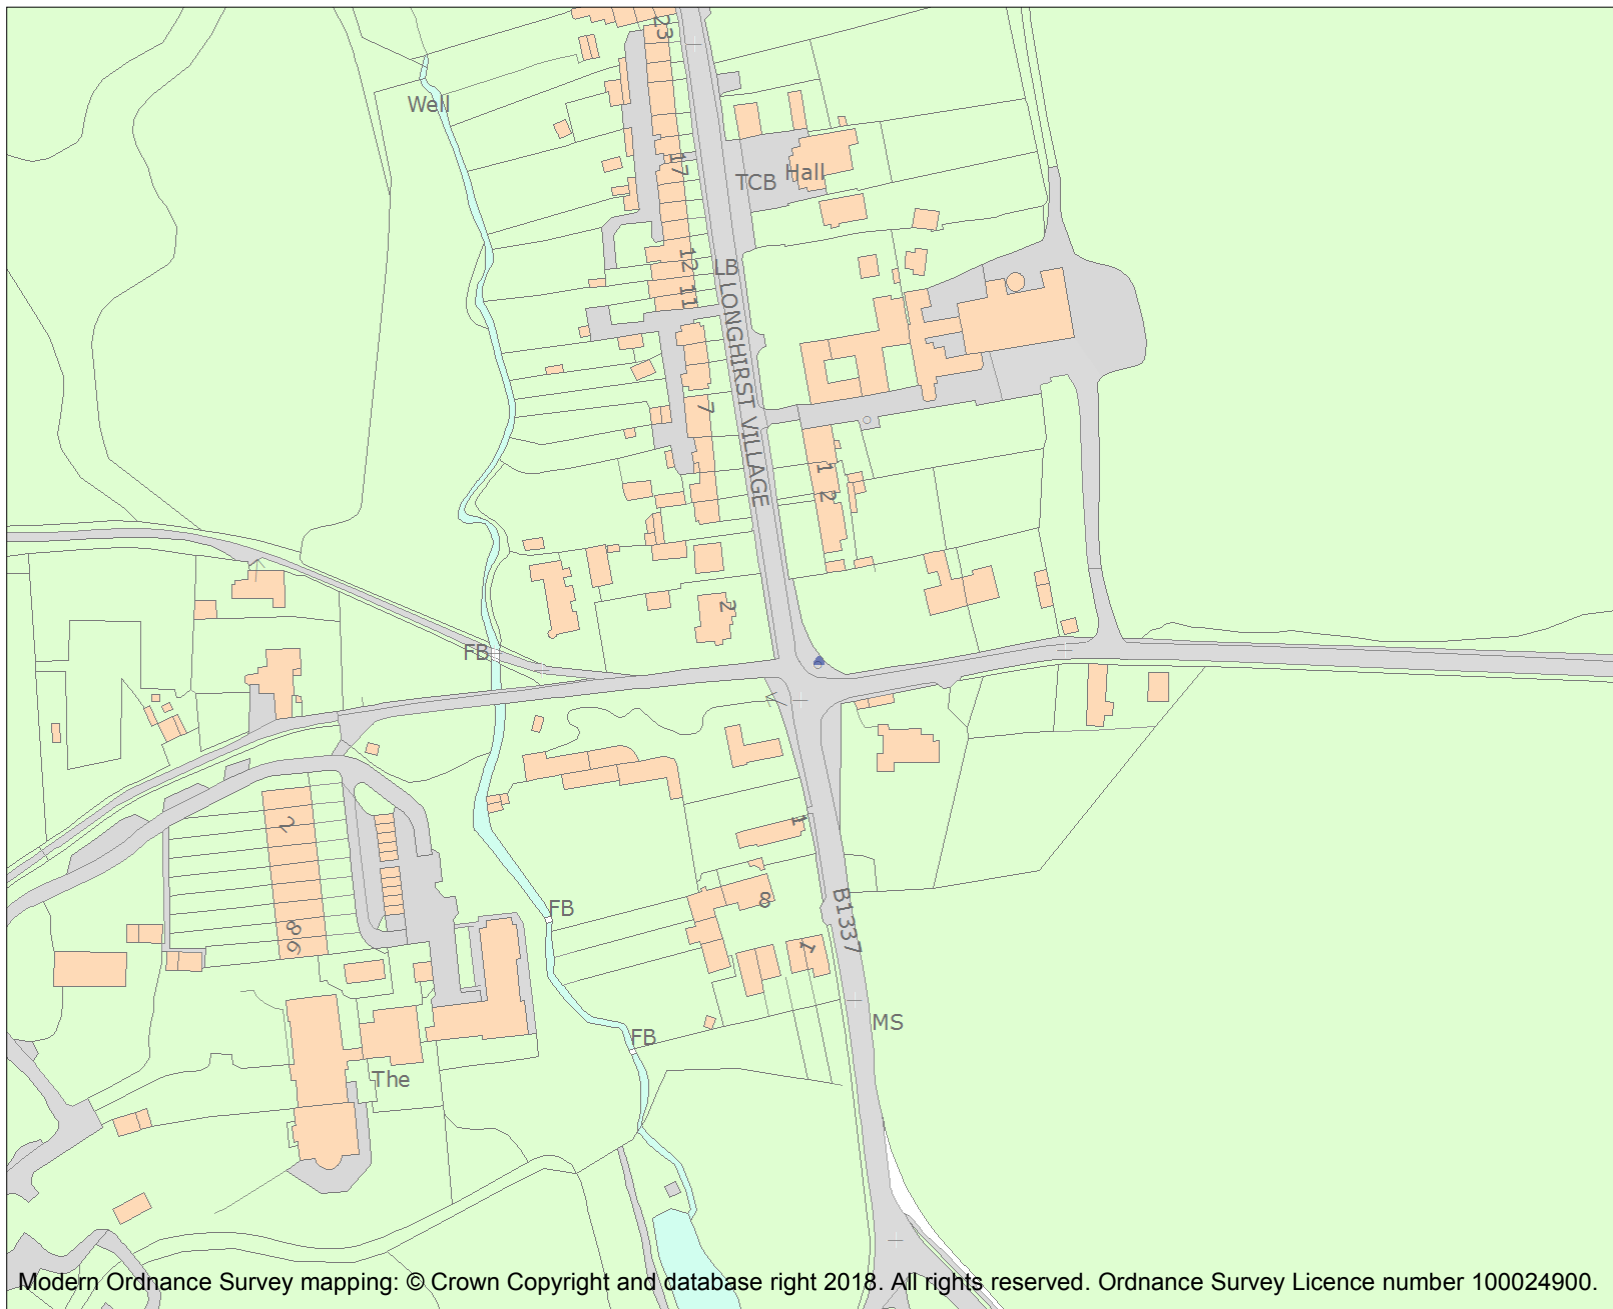 23
Well
17
TCB
Hall
12
LB
11
LONGHIRST VILLAGE
7
1
2
2
FB
1
2
8
B1337
FB
8
6
1
MS
FB
The
Modern Ordnance Survey mapping: © Crown Copyright and database right 2018. All rights reserved. Ordnance Survey Licence number 100024900.